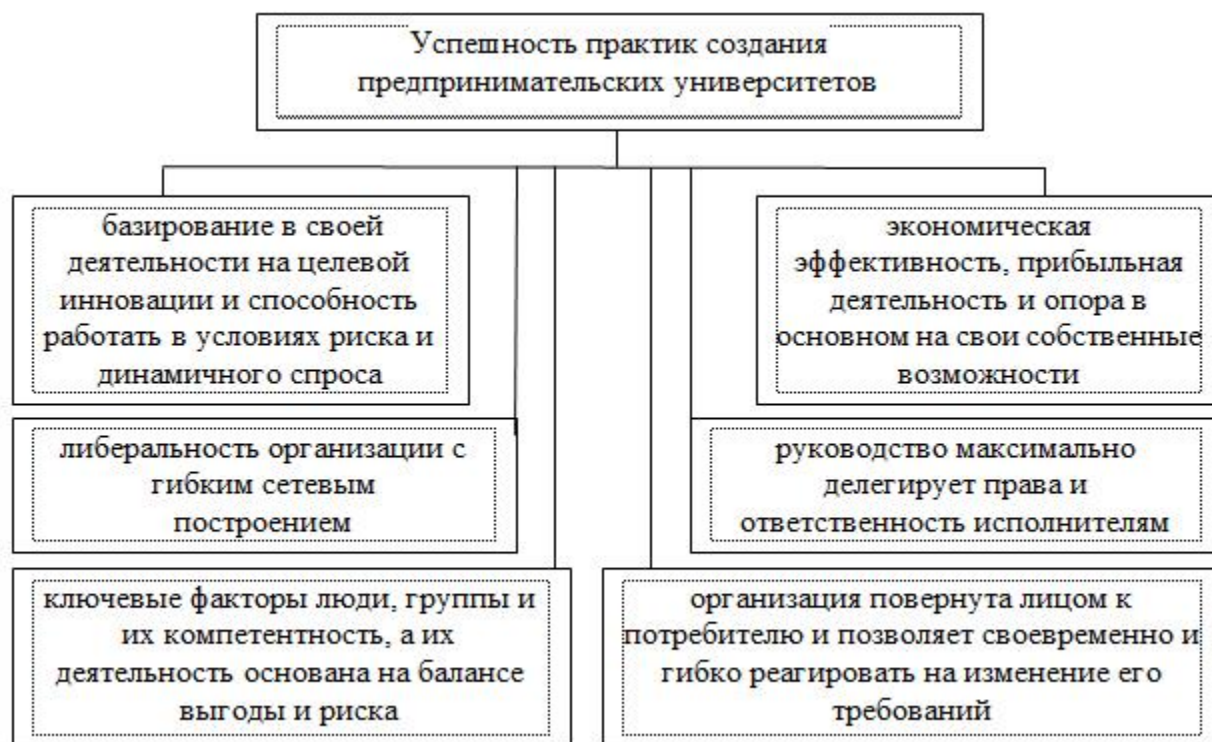 Успешность практик создания
предпринимательских университетов
базирование в своей
деятельности на целевой
инновации и способность
работать в условиях риска и
динамичного спроса
экономическая
эффективность, прибыльная
деятельность и опора в
основном на свои собственные
возможности
либеральность организации с
гибким сетевым
построением
руководство максимально
делегирует права и
ответственность исполнителям
ключевые факторы люди, группы и
их компетентность, а их
деятельность основана на балансе
выгоды и риска
организация повернута лицом к
потребителю и позволяет своевременно и
гибко реагировать на изменение его
требований